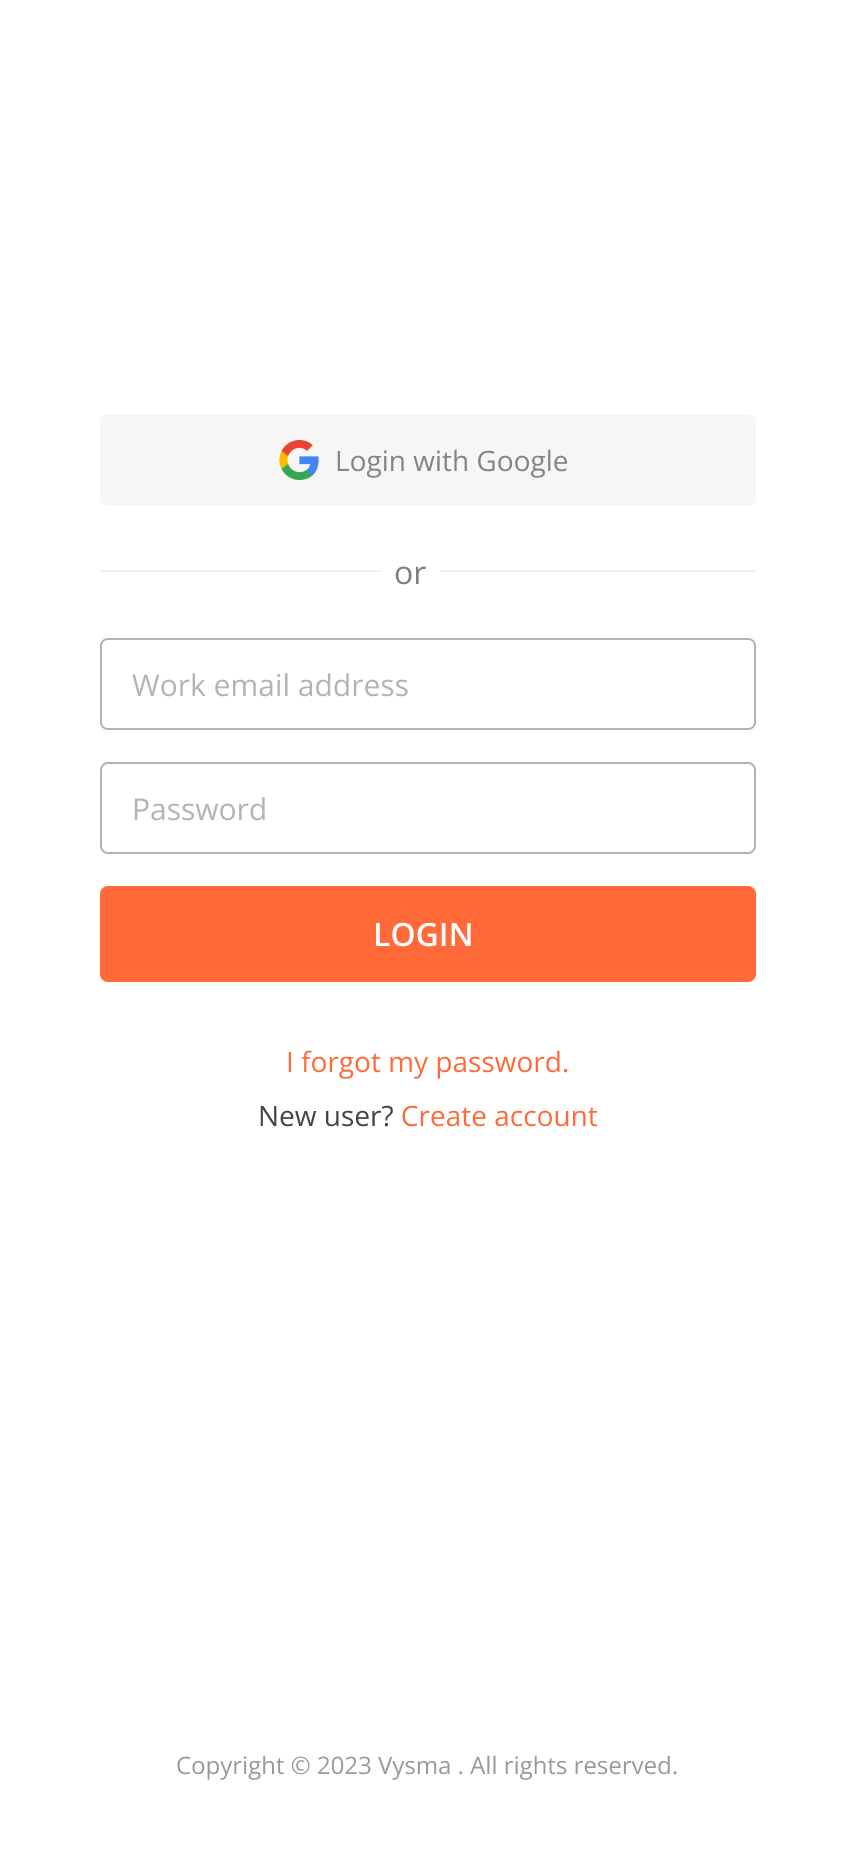 Login with Google
or
Work email address
Password
LOGIN
I forgot my password.
New user? Create account
Copyright © 2023 Vysma . All rights reserved.